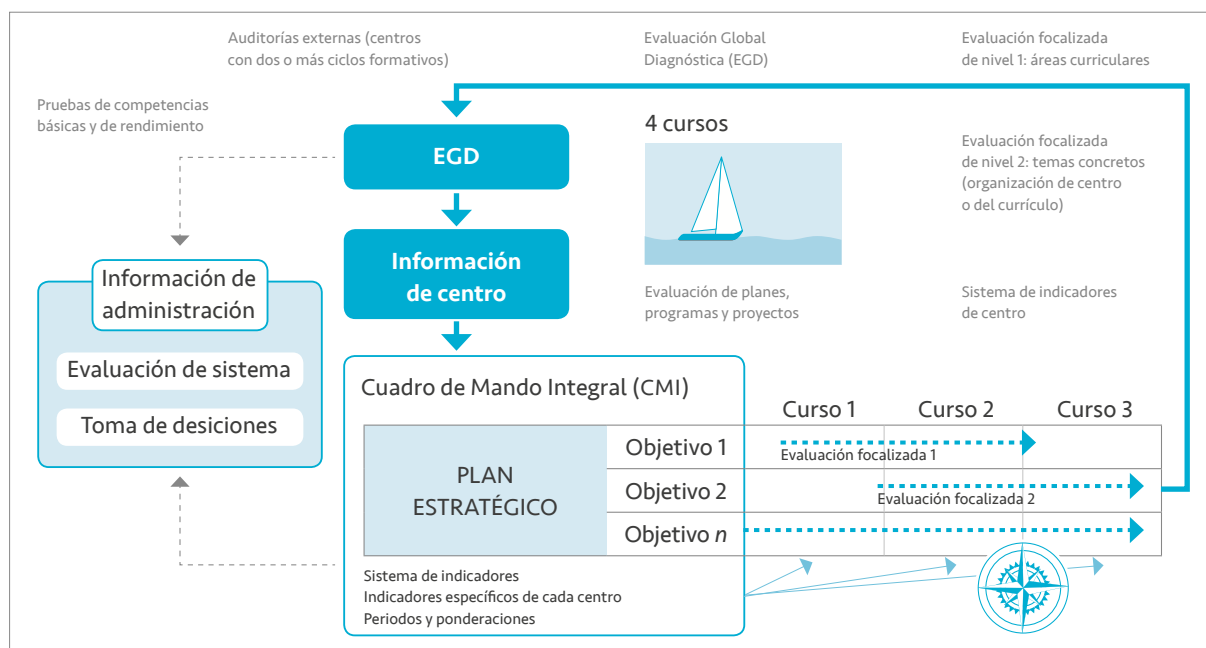 Auditorías externas (centros
con dos o más ciclos formativos)
Evaluación Global
Diagnóstica (EGD)
Evaluación focalizada
de nivel 1: áreas curriculares
Pruebas de competencias
básicas y de rendimiento
EGD
4 cursos
Evaluación focalizada
de nivel 2: temas concretos
(organización de centro
o del currículo)
Información
de centro
Información de
administración
Evaluación de sistema
Toma de desiciones
Evaluación de planes,
programas y proyectos
Sistema de indicadores
de centro
Cuadro de Mando Integral (CMI)
Curso 1
Curso 2
Curso 3
PLAN
ESTRATÉGICO
Objetivo 1
Evaluación focalizada 1
Objetivo 2
Evaluación focalizada 2
Objetivo n
Sistema de indicadores
Indicadores específicos de cada centro
Periodos y ponderaciones